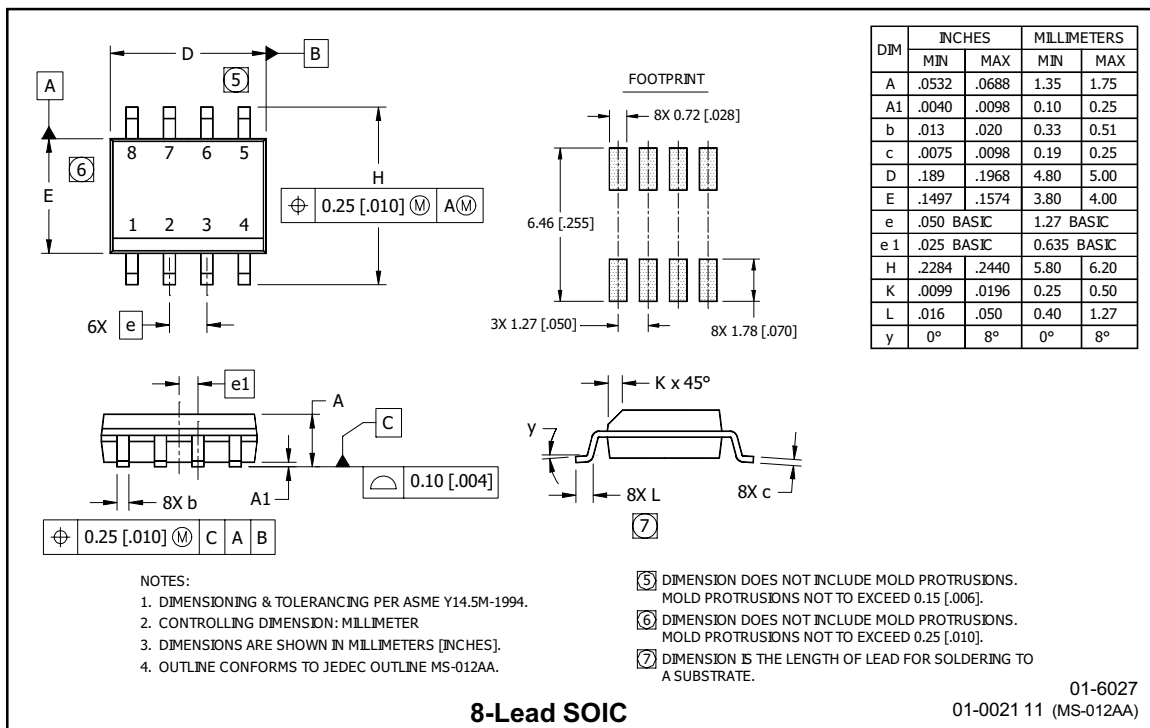 D
B
5
A
8 7 6 5
6
E
H
⌖ 0.25 [.010] Ⓜ AⓂ
1 2 3 4
6X e
FOOTPRINT
8X 0.72 [.028]
6.46 [.255]
3X 1.27 [.050]
8X 1.78 [.070]
DIM INCHES MILLIMETERS
MIN MAX MIN MAX
A .0532 .0688 1.35 1.75
A1 .0040 .0098 0.10 0.25
b .013 .020 0.33 0.51
c .0075 .0098 0.19 0.25
D .189 .1968 4.80 5.00
E .1497 .1574 3.80 4.00
e .050 BASIC 1.27 BASIC
e 1 .025 BASIC 0.635 BASIC
H .2284 .2440 5.80 6.20
K .0099 .0196 0.25 0.50
L .016 .050 0.40 1.27
y 0° 8° 0° 8°
e1
A
C
A1
8X b
⌓ 0.10 [.004]
⌖ 0.25 [.010] Ⓜ C A B
K x 45°
y
8X L
7
8X c
NOTES:
1. DIMENSIONING & TOLERANCING PER ASME Y14.5M-1994.
2. CONTROLLING DIMENSION: MILLIMETER
3. DIMENSIONS ARE SHOWN IN MILLIMETERS [INCHES].
4. OUTLINE CONFORMS TO JEDEC OUTLINE MS-012AA.
5 DIMENSION DOES NOT INCLUDE MOLD PROTRUSIONS.
MOLD PROTRUSIONS NOT TO EXCEED 0.15 [.006].
6 DIMENSION DOES NOT INCLUDE MOLD PROTRUSIONS.
MOLD PROTRUSIONS NOT TO EXCEED 0.25 [.010].
7 DIMENSION IS THE LENGTH OF LEAD FOR SOLDERING TO
A SUBSTRATE.
8-Lead SOIC
01-6027
01-0021 11 (MS-012AA)